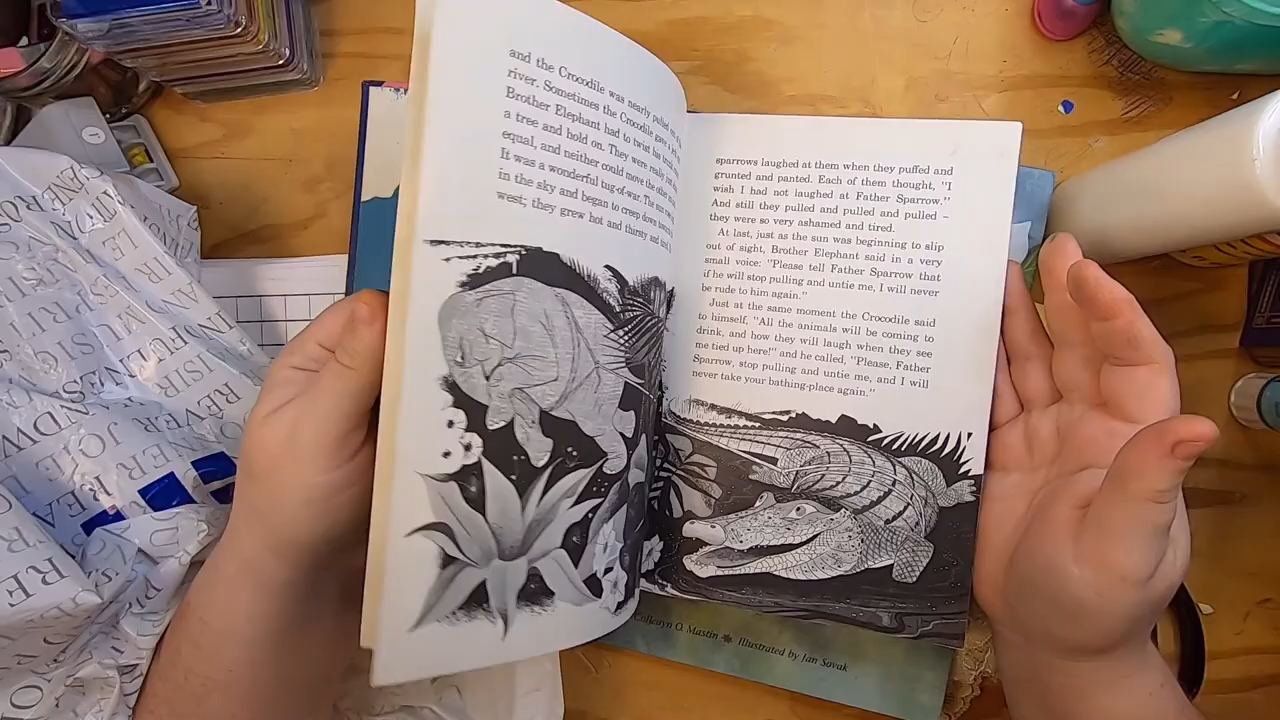 and the Crocodile was nearly pulled
river. Sometimes the Crocodile gave a
Brother Elephant had to twist his trunk
a tree and hold on. They were really
equal, and neither could move the other
It was a wonderful tug-of-war. The sun
in the sky and began to creep down
west; they grew hot and thirsty and
sparrows laughed at them when they puffed and
grunted and panted. Each of them thought, "I
wish I had not laughed at Father Sparrow."
And still they pulled and pulled and pulled –
they were so very ashamed and tired.
At last, just as the sun was beginning to slip
out of sight, Brother Elephant said in a very
small voice: "Please tell Father Sparrow that
if he will stop pulling and untie me, I will never
be rude to him again."
Just at the same moment the Crocodile said
to himself, "All the animals will be coming to
drink, and how they will laugh when they see
me tied up here!" and he called, "Please, Father
Sparrow, stop pulling and untie me, and I will
never take your bathing-place again."
Colleayn O. Mastin ✽ Illustrated by Jan Sovak